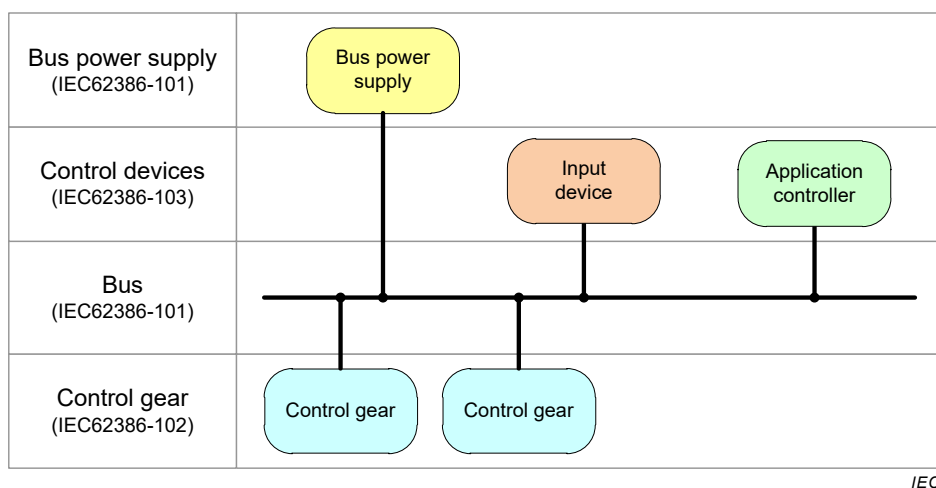 Bus power supply
(IEC62386-101)
Bus power
supply
Control devices
(IEC62386-103)
Input
device
Application
controller
Bus
(IEC62386-101)
Control gear
(IEC62386-102)
Control gear
Control gear
IEC